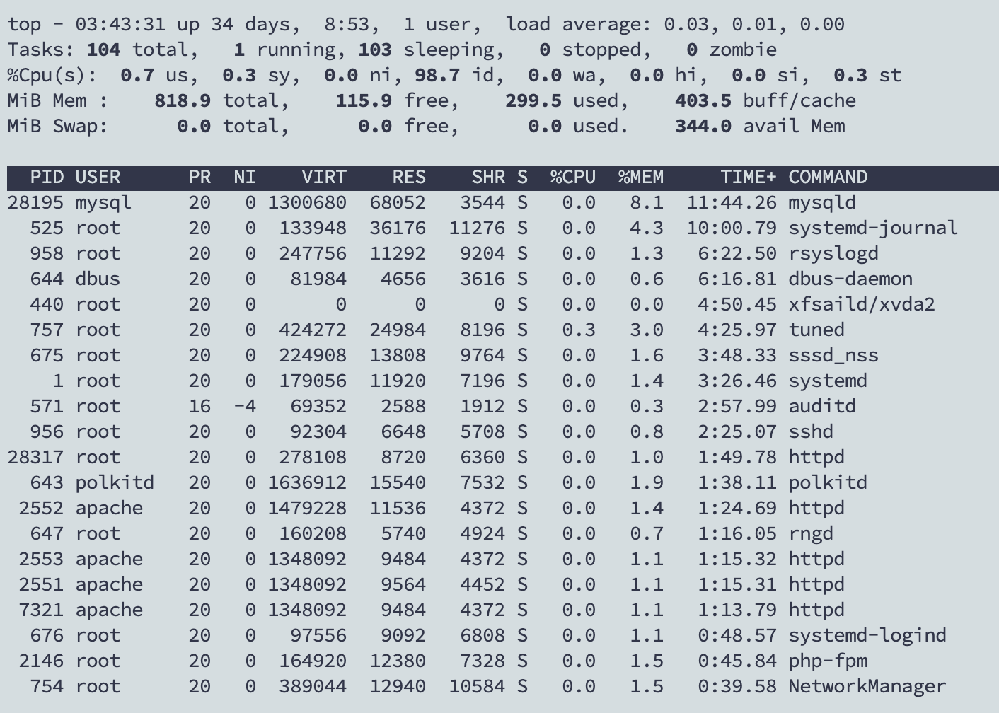 top - 03:43:31 up 34 days,  8:53,  1 user,  load average: 0.03, 0.01, 0.00
Tasks: 104 total,   1 running, 103 sleeping,   0 stopped,   0 zombie
%Cpu(s):  0.7 us,  0.3 sy,  0.0 ni, 98.7 id,  0.0 wa,  0.0 hi,  0.0 si,  0.3 st
MiB Mem :    818.9 total,    115.9 free,    299.5 used,    403.5 buff/cache
MiB Swap:      0.0 total,      0.0 free,      0.0 used.    344.0 avail Mem
  PID USER      PR  NI    VIRT    RES    SHR S  %CPU  %MEM     TIME+ COMMAND
28195 mysql     20   0 1300680  68052   3544 S   0.0   8.1  11:44.26 mysqld
  525 root      20   0  133948  36176  11276 S   0.0   4.3  10:00.79 systemd-journal
  958 root      20   0  247756  11292   9204 S   0.0   1.3   6:22.50 rsyslogd
  644 dbus      20   0   81984   4656   3616 S   0.0   0.6   6:16.81 dbus-daemon
  440 root      20   0       0      0      0 S   0.0   0.0   4:50.45 xfsaild/xvda2
  757 root      20   0  424272  24984   8196 S   0.3   3.0   4:25.97 tuned
  675 root      20   0  224908  13808   9764 S   0.0   1.6   3:48.33 sssd_nss
    1 root      20   0  179056  11920   7196 S   0.0   1.4   3:26.46 systemd
  571 root      16  -4   69352   2588   1912 S   0.0   0.3   2:57.99 auditd
  956 root      20   0   92304   6648   5708 S   0.0   0.8   2:25.07 sshd
28317 root      20   0  278108   8720   6360 S   0.0   1.0   1:49.78 httpd
  643 polkitd   20   0 1636912  15540   7532 S   0.0   1.9   1:38.11 polkitd
 2552 apache    20   0 1479228  11536   4372 S   0.0   1.4   1:24.69 httpd
  647 root      20   0  160208   5740   4924 S   0.0   0.7   1:16.05 rngd
 2553 apache    20   0 1348092   9484   4372 S   0.0   1.1   1:15.32 httpd
 2551 apache    20   0 1348092   9564   4452 S   0.0   1.1   1:15.31 httpd
 7321 apache    20   0 1348092   9484   4372 S   0.0   1.1   1:13.79 httpd
  676 root      20   0   97556   9092   6808 S   0.0   1.1   0:48.57 systemd-logind
 2146 root      20   0  164920  12380   7328 S   0.0   1.5   0:45.84 php-fpm
  754 root      20   0  389044  12940  10584 S   0.0   1.5   0:39.58 NetworkManager